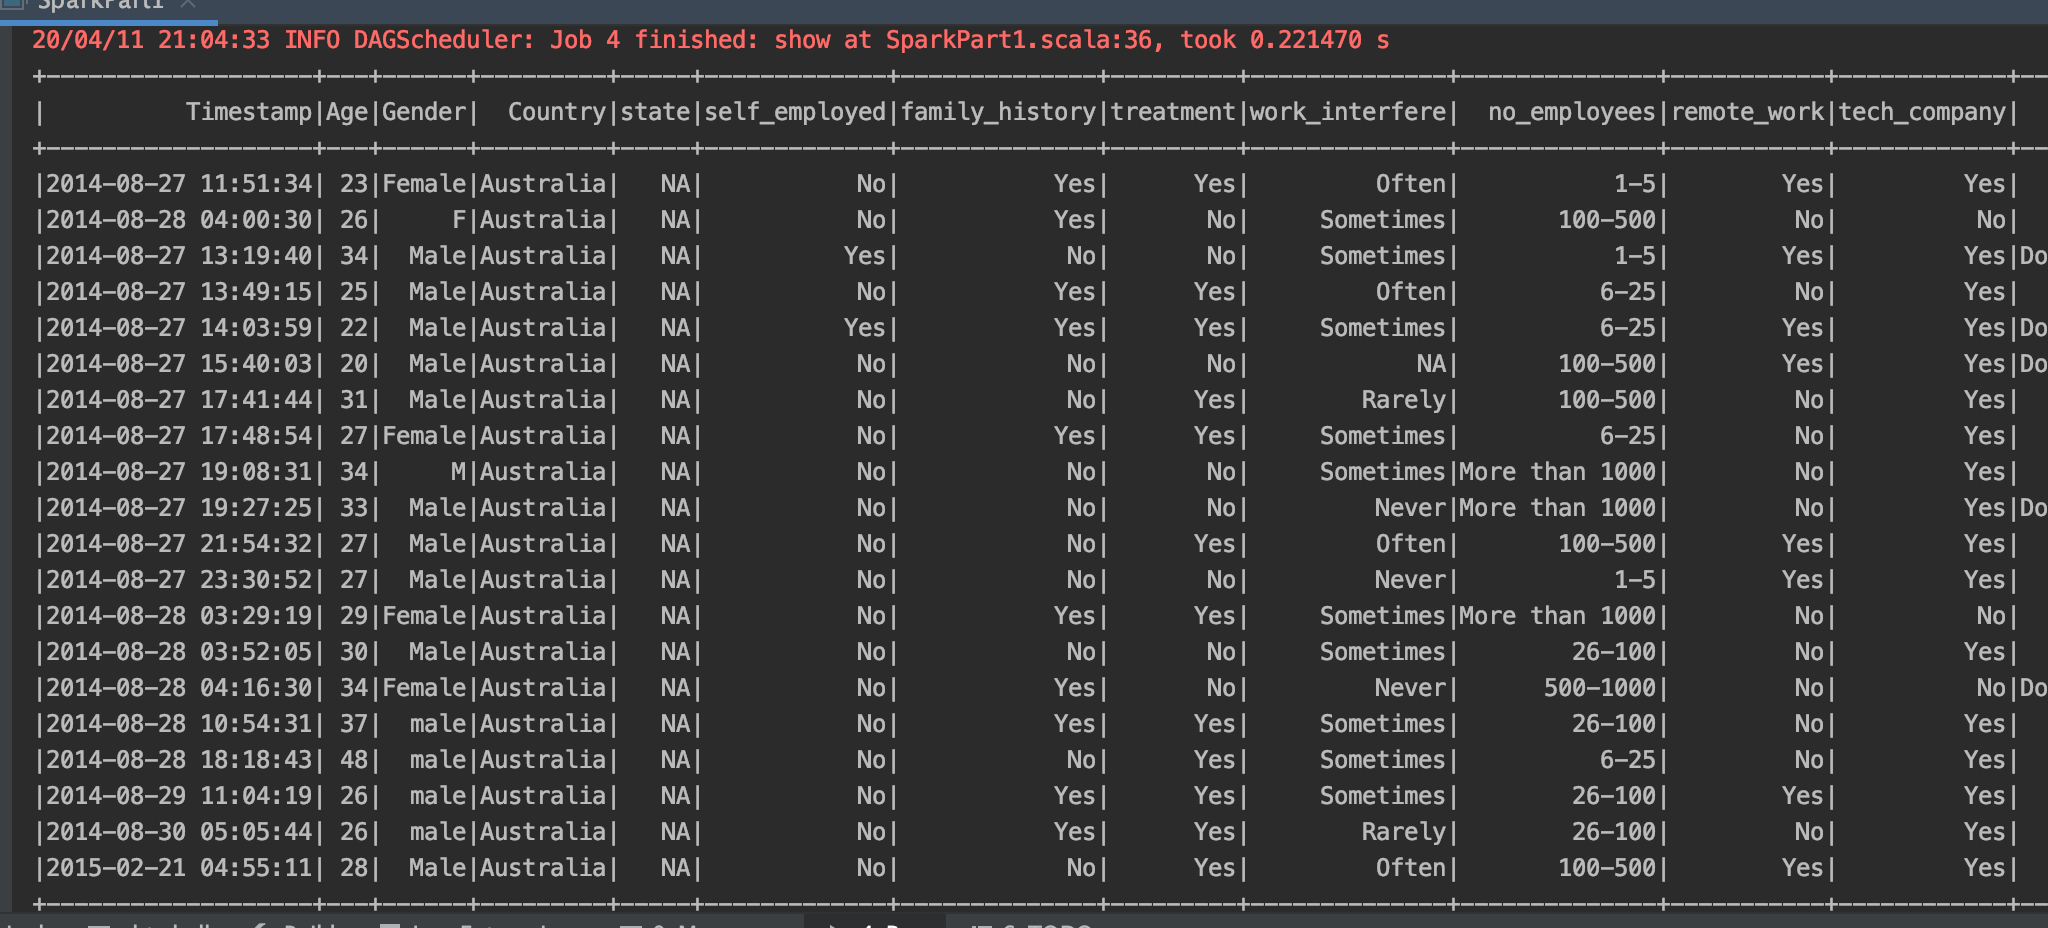 SparkPart1
20/04/11 21:04:33 INFO DAGScheduler: Job 4 finished: show at SparkPart1.scala:36, took 0.221470 s
+-------------------+---+------+---------+-----+-------------+--------------+---------+--------------+--------------+-----------+------------+--
|          Timestamp|Age|Gender|  Country|state|self_employed|family_history|treatment|work_interfere|  no_employees|remote_work|tech_company|
+-------------------+---+------+---------+-----+-------------+--------------+---------+--------------+--------------+-----------+------------+--
|2014-08-27 11:51:34| 23|Female|Australia|   NA|           No|           Yes|      Yes|         Often|           1-5|        Yes|         Yes|
|2014-08-28 04:00:30| 26|     F|Australia|   NA|           No|           Yes|       No|     Sometimes|       100-500|         No|          No|
|2014-08-27 13:19:40| 34|  Male|Australia|   NA|          Yes|            No|       No|     Sometimes|           1-5|        Yes|         Yes|Do
|2014-08-27 13:49:15| 25|  Male|Australia|   NA|           No|           Yes|      Yes|         Often|          6-25|         No|         Yes|
|2014-08-27 14:03:59| 22|  Male|Australia|   NA|          Yes|           Yes|      Yes|     Sometimes|          6-25|        Yes|         Yes|Do
|2014-08-27 15:40:03| 20|  Male|Australia|   NA|           No|            No|       No|            NA|       100-500|        Yes|         Yes|Do
|2014-08-27 17:41:44| 31|  Male|Australia|   NA|           No|            No|      Yes|        Rarely|       100-500|         No|         Yes|
|2014-08-27 17:48:54| 27|Female|Australia|   NA|           No|           Yes|      Yes|     Sometimes|          6-25|         No|         Yes|
|2014-08-27 19:08:31| 34|     M|Australia|   NA|           No|            No|       No|     Sometimes|More than 1000|         No|         Yes|
|2014-08-27 19:27:25| 33|  Male|Australia|   NA|           No|            No|       No|         Never|More than 1000|         No|         Yes|Do
|2014-08-27 21:54:32| 27|  Male|Australia|   NA|           No|            No|      Yes|         Often|       100-500|        Yes|         Yes|
|2014-08-27 23:30:52| 27|  Male|Australia|   NA|           No|            No|       No|         Never|           1-5|        Yes|         Yes|
|2014-08-28 03:29:19| 29|Female|Australia|   NA|           No|           Yes|      Yes|     Sometimes|More than 1000|         No|          No|
|2014-08-28 03:52:05| 30|  Male|Australia|   NA|           No|            No|       No|     Sometimes|        26-100|         No|         Yes|
|2014-08-28 04:16:30| 34|Female|Australia|   NA|           No|           Yes|       No|         Never|      500-1000|         No|          No|Do
|2014-08-28 10:54:31| 37|  male|Australia|   NA|           No|           Yes|      Yes|     Sometimes|        26-100|         No|         Yes|
|2014-08-28 18:18:43| 48|  male|Australia|   NA|           No|            No|      Yes|     Sometimes|          6-25|         No|         Yes|
|2014-08-29 11:04:19| 26|  male|Australia|   NA|           No|           Yes|      Yes|     Sometimes|        26-100|        Yes|         Yes|
|2014-08-30 05:05:44| 26|  male|Australia|   NA|           No|           Yes|      Yes|        Rarely|        26-100|         No|         Yes|
|2015-02-21 04:55:11| 28|  Male|Australia|   NA|           No|            No|      Yes|         Often|       100-500|        Yes|         Yes|
+-------------------+---+------+---------+-----+-------------+--------------+---------+--------------+--------------+-----------+------------+--